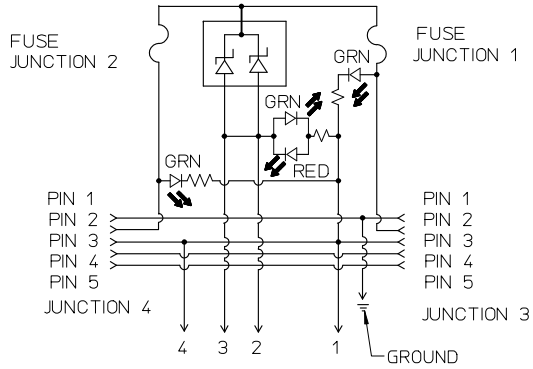 FUSE
JUNCTION 2
FUSE
JUNCTION 1
GRN
GRN
RED
GRN
PIN 1
PIN 2
PIN 3
PIN 4
PIN 5
JUNCTION 4
PIN 1
PIN 2
PIN 3
PIN 4
PIN 5
JUNCTION 3
4
3
2
1
GROUND